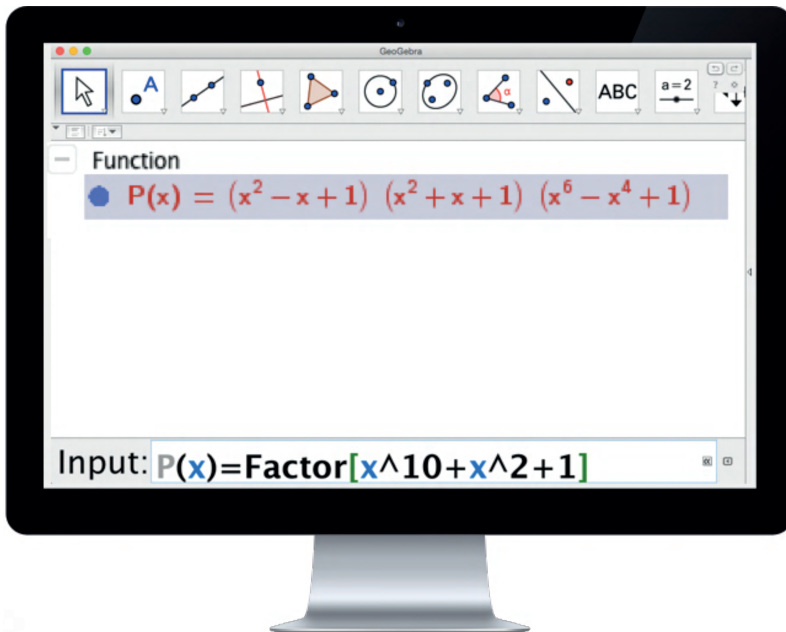 GeoGebra
A α ABC a=2
?
Function
P(x) = (x² − x + 1) (x² + x + 1) (x⁶ − x⁴ + 1)
Input: P(x)=Factor[x^10+x^2+1] α